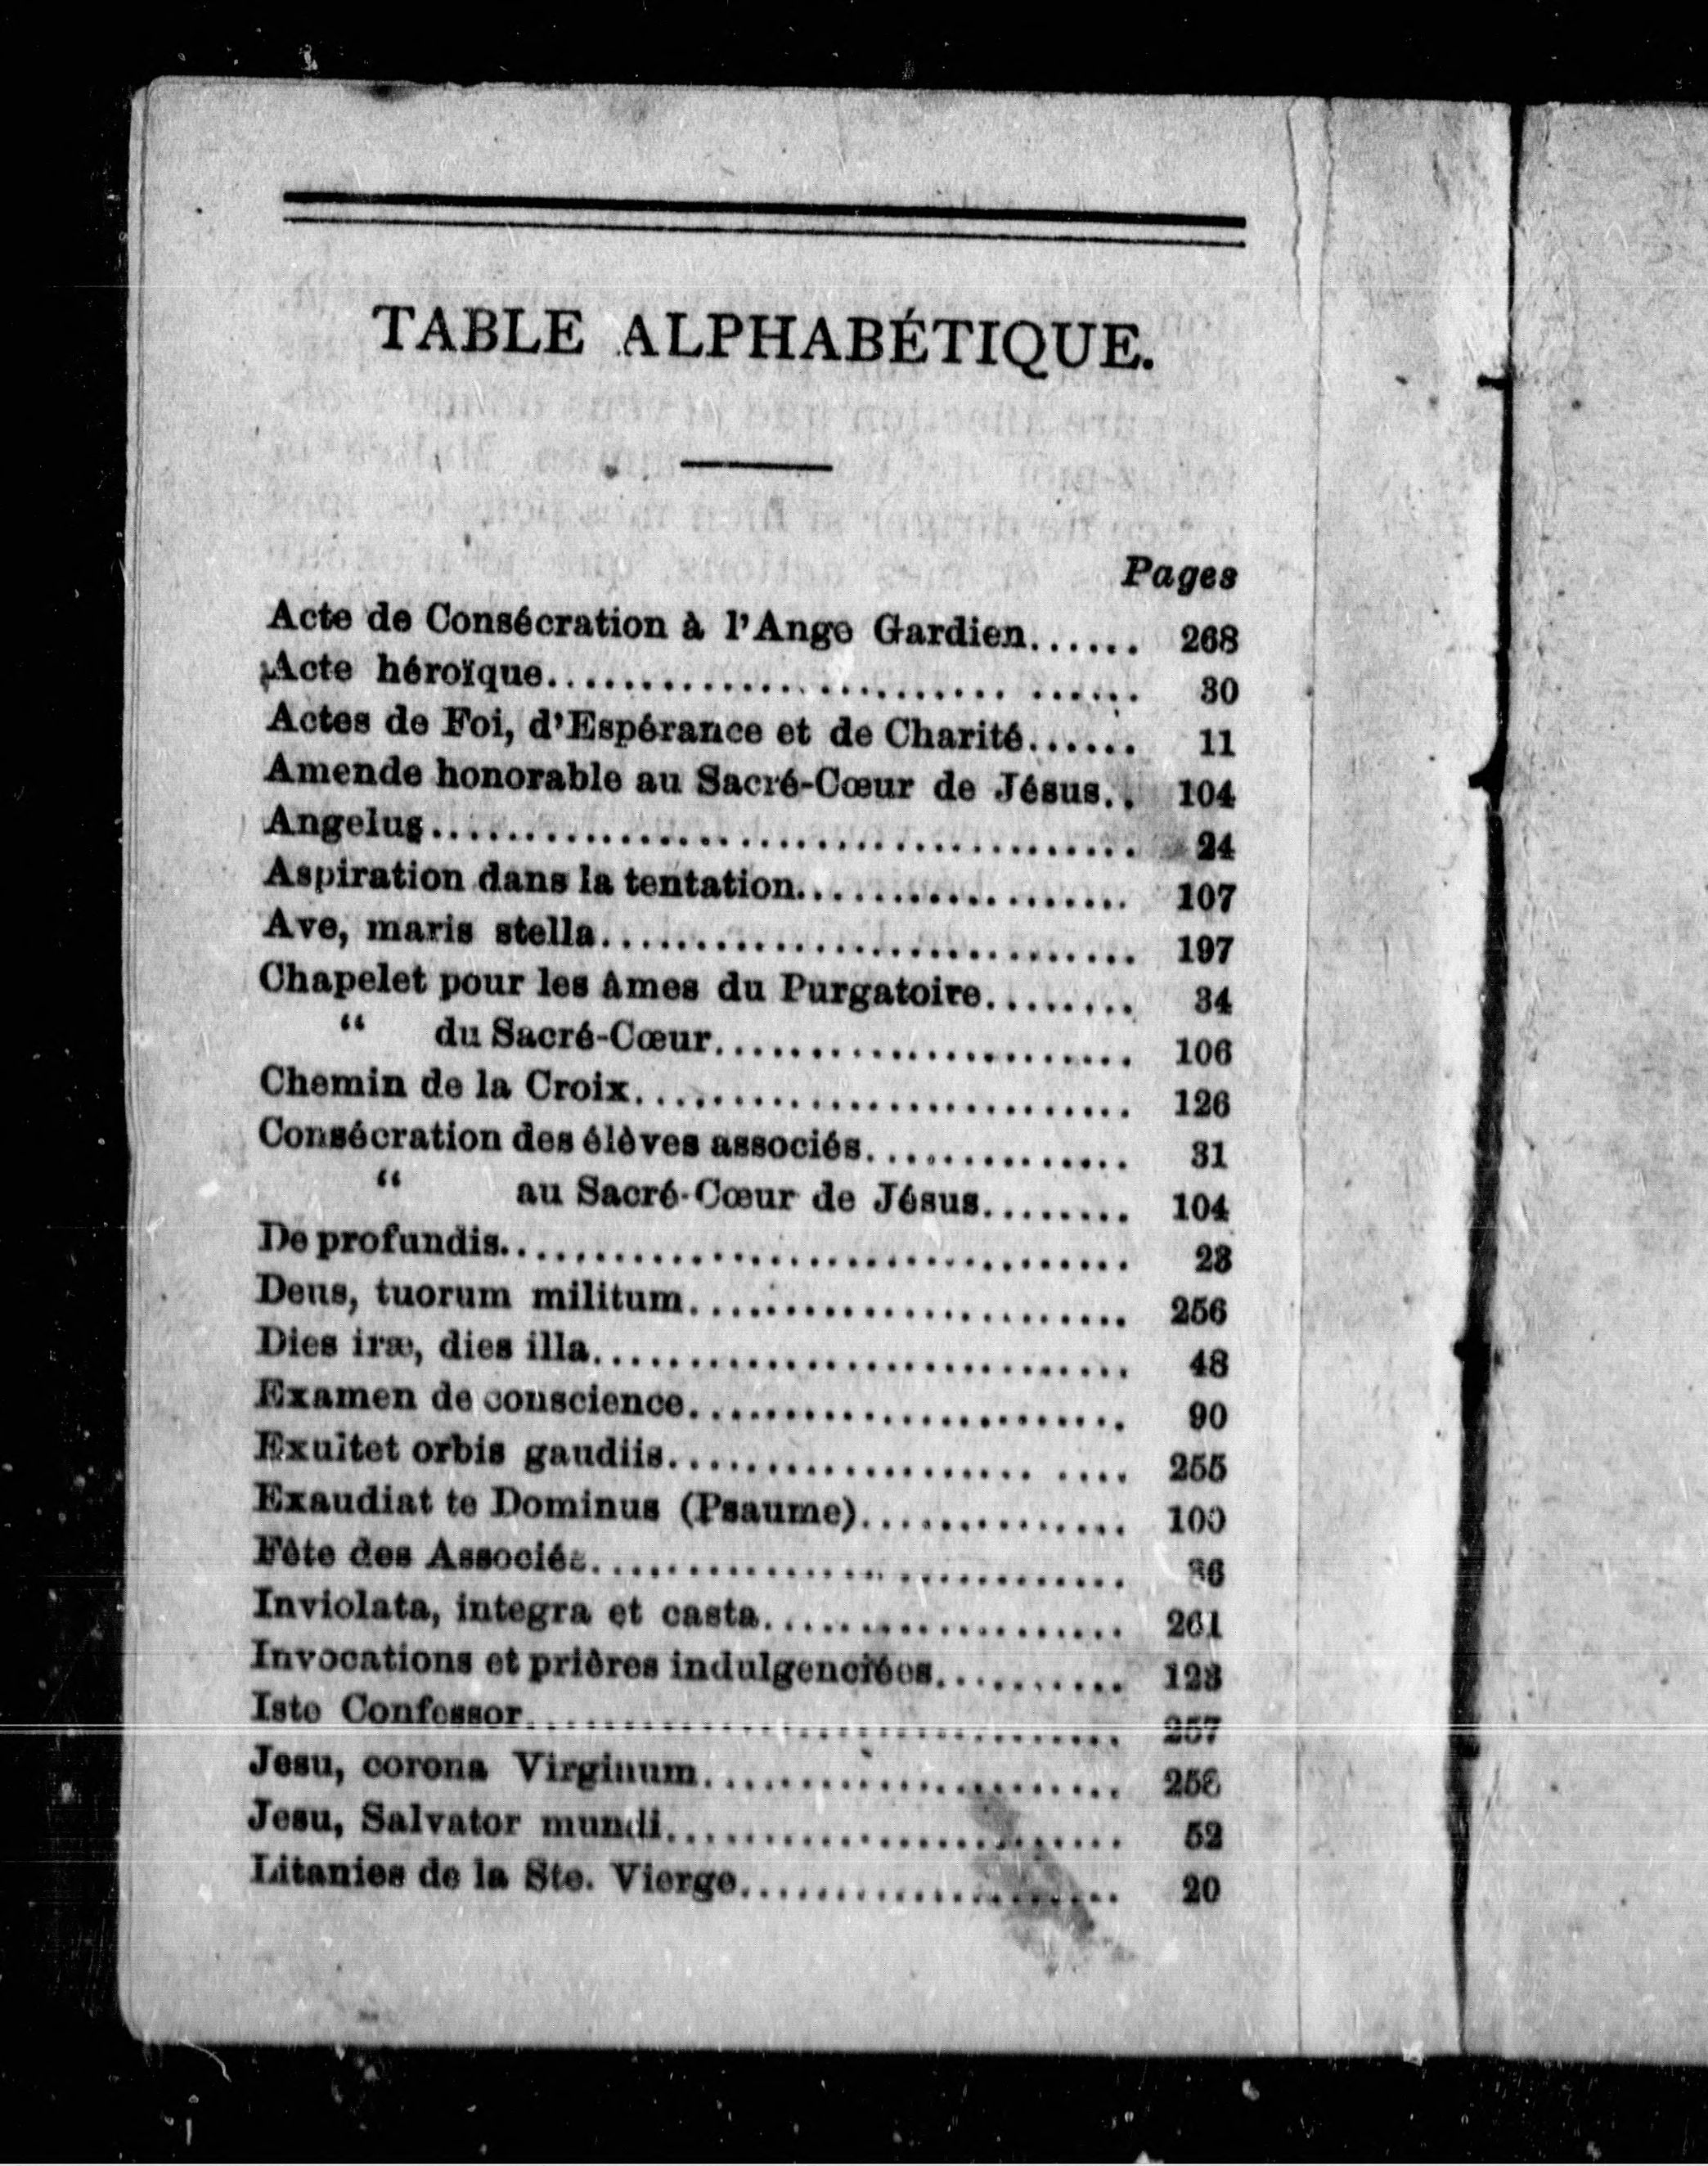 TABLE ALPHABÉTIQUE.
Pages
Acte de Consécration à l'Ange Gardien...... 268
Acte héroïque.............................. 30
Actes de Foi, d'Espérance et de Charité...... 11
Amende honorable au Sacré-Cœur de Jésus.. 104
Angelus..................................... 24
Aspiration dans la tentation.................. 107
Ave, maris stella............................. 197
Chapelet pour les âmes du Purgatoire........ 34
“ du Sacré-Cœur...................... 106
Chemin de la Croix.......................... 126
Consécration des élèves associés.............. 31
“ au Sacré-Cœur de Jésus........ 104
De profundis................................. 23
Deus, tuorum militum....................... 256
Dies iræ, dies illa............................. 48
Examen de conscience....................... 90
Exultet orbis gaudiis................... .... 255
Exaudiat te Dominus (Psaume).............. 100
Fête des Associés............................ 36
Inviolata, integra et casta................... 261
Invocations et prières indulgenciées.......... 123
Iste Confessor............................... 257
Jesu, corona Virginum...................... 258
Jesu, Salvator mundi........................ 52
Litanies de la Ste. Vierge.................... 20